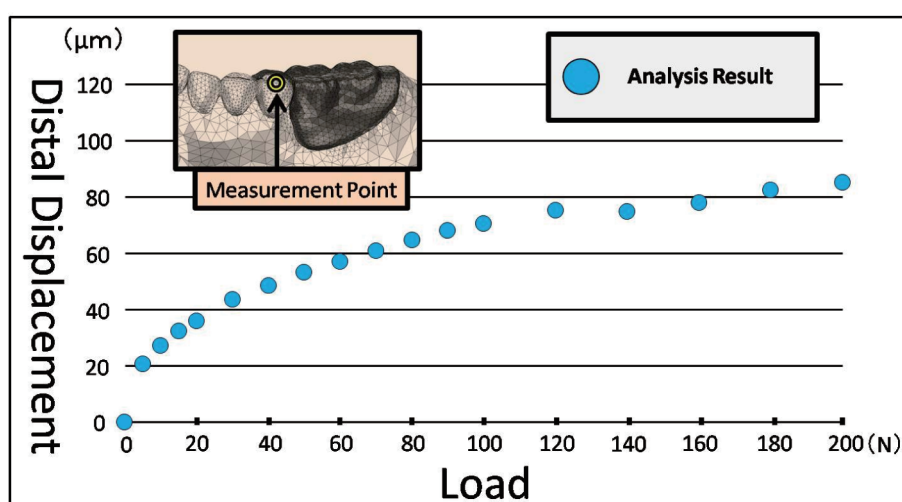 (μm)
120
100
80
60
40
20
0
Distal Displacement
Measurement Point
Analysis Result
0 20 40 60 80 100 120 140 160 180 200 (N)
Load